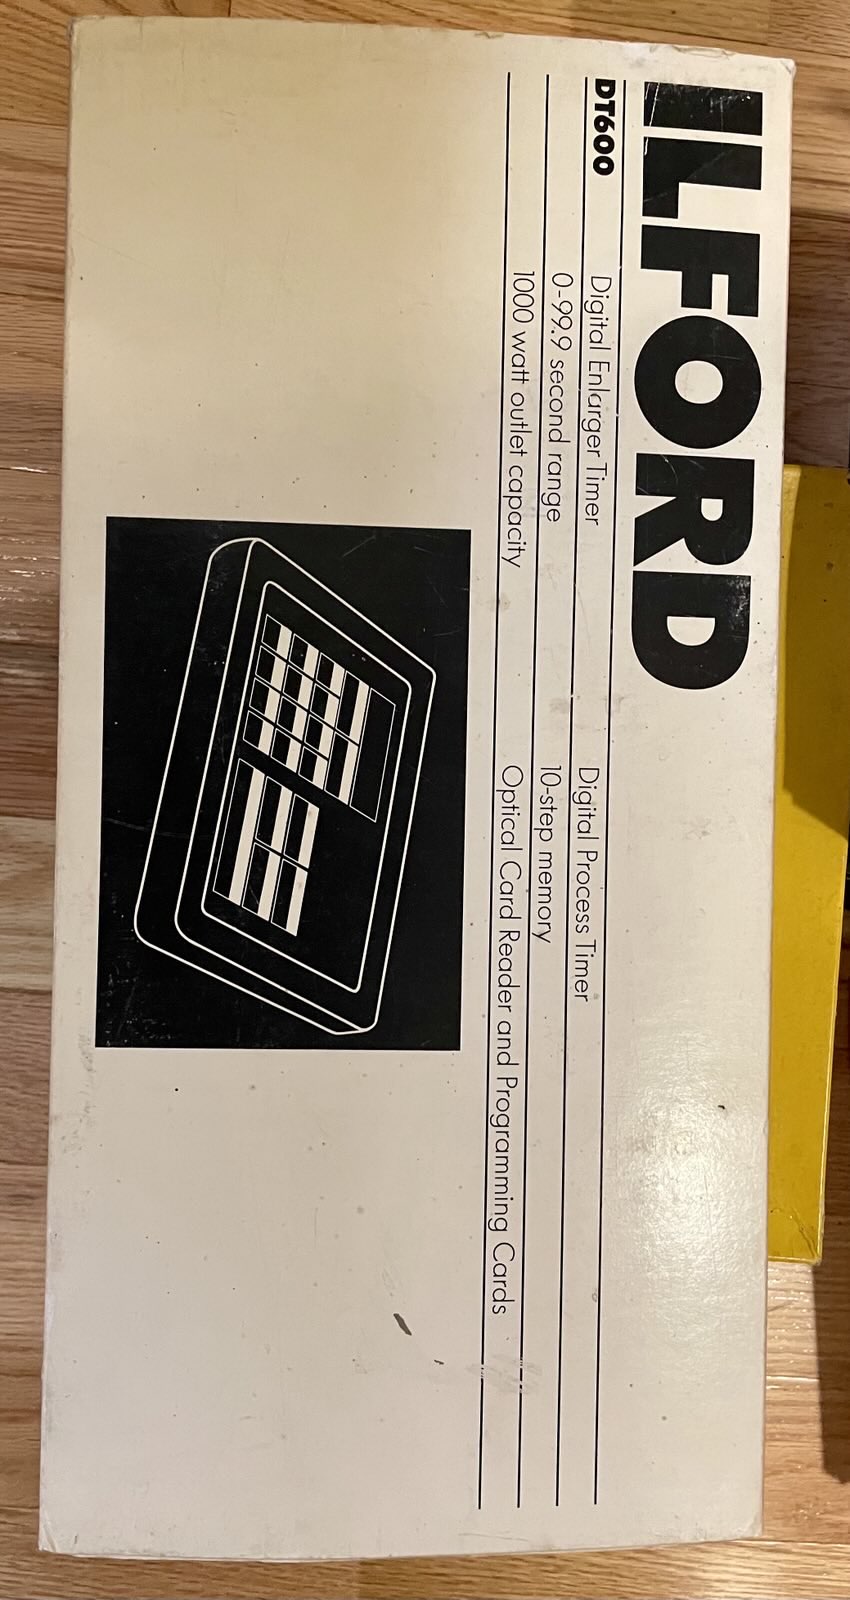 ILFORD
DT600
Digital Enlarger Timer
0-99.9 second range
1000 watt outlet capacity
Digital Process Timer
10-step memory
Optical Card Reader and Programming Cards